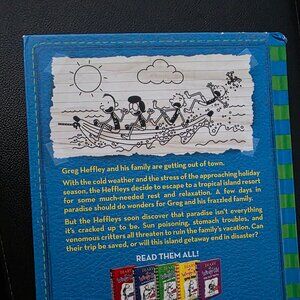 Greg Heffley and his family are getting out of town.
With the cold weather and the stress of the approaching holiday
season, the Heffleys decide to escape to a tropical island resort
for some much-needed rest and relaxation. A few days in
paradise should do wonders for Greg and his frazzled family.
But the Heffleys soon discover that paradise isn't everything
it's cracked up to be. Sun poisoning, stomach troubles, and
venomous critters all threaten to ruin the family's vacation. Can
their trip be saved, or will this island getaway end in disaster?
READ THEM ALL!